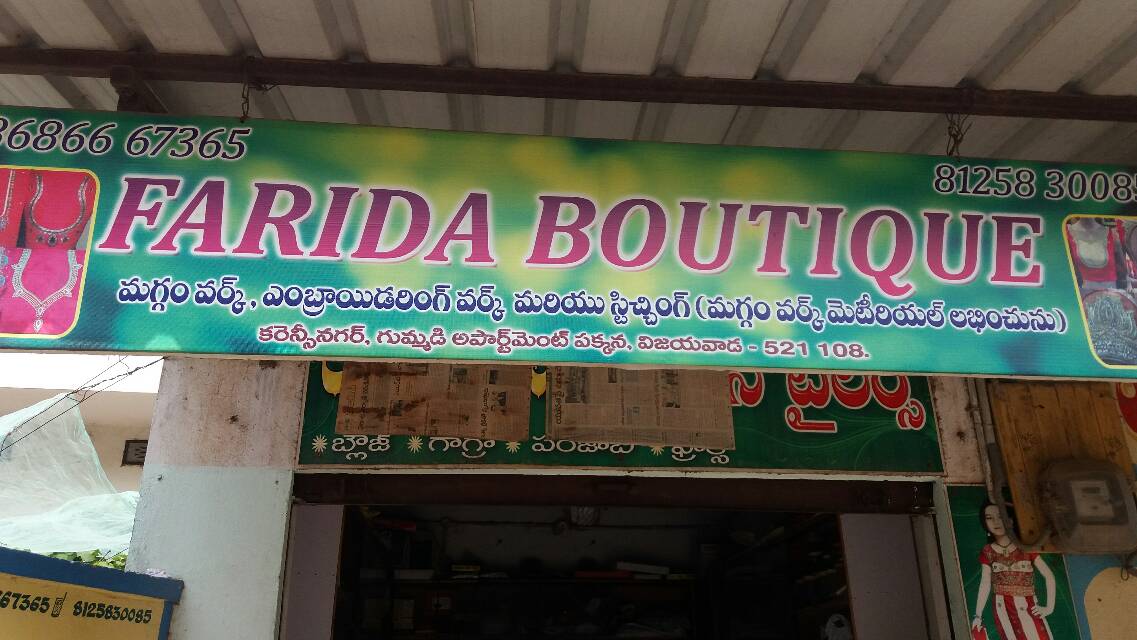 86866 67365
81258 30085
FARIDA BOUTIQUE
మగ్గం వర్క్, ఎంబ్రాయిడరింగ్ వర్క్ మరియు స్టిచ్చింగ్ (మగ్గం వర్క్ మెటీరియల్ లభించును)
కరెన్సీనగర్, గుమ్మడి అపార్ట్‌మెంట్ పక్కన, విజయవాడ - 521 108.
టైలర్స్
బ్లౌజ్ గాగ్రా పంజాబి ఫ్రాక్స్
67365 8125830085